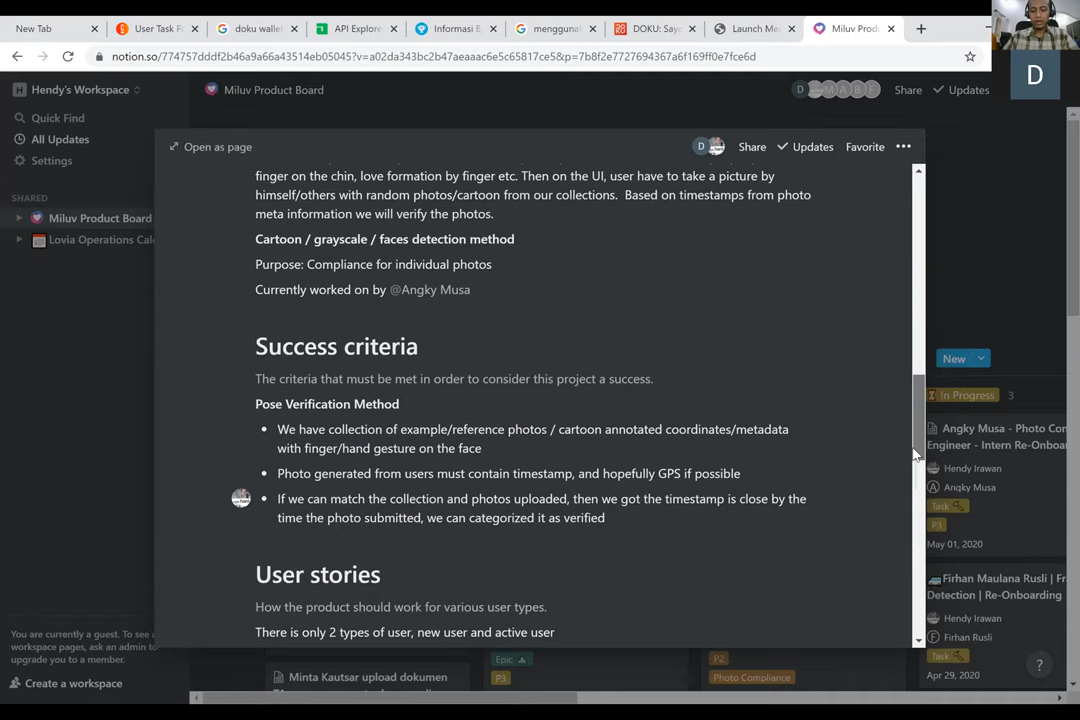 New Tab
User Task F
doku wallet
API Explore
Informasi B
mengguna
DOKU: Say
Launch Me
Miluv Prod
notion.so/774757dddf2b46a9a66a43514eb05045?v=a02da343bc2b47aeaaac6e5c65817ce5&p=7b8f2e7727694367a6f169ff0e7fce6d
D
H
Hendy's Workspace
Miluv Product Board
D
M
A
B
F
Share
Updates
Quick Find
All Updates
Settings
SHARED
Miluv Product Board
Lovia Operations Cal
Open as page
D
Share
Updates
Favorite
finger on the chin, love formation by finger etc. Then on the UI, user have to take a picture by
himself/others with random photos/cartoon from our collections. Based on timestamps from photo
meta information we will verify the photos.
Cartoon / grayscale / faces detection method
Purpose: Compliance for individual photos
Currently worked on by @Angky Musa
Success criteria
The criteria that must be met in order to consider this project a success.
Pose Verification Method
• We have collection of example/reference photos / cartoon annotated coordinates/metadata
with finger/hand gesture on the face
• Photo generated from users must contain timestamp, and hopefully GPS if possible
• If we can match the collection and photos uploaded, then we got the timestamp is close by the
time the photo submitted, we can categorized it as verified
User stories
How the product should work for various user types.
There is only 2 types of user, new user and active user
New
In Progress 3
Angky Musa - Photo Com
Engineer - Intern Re-Onboa
Hendy Irawan
A Angky Musa
Task
P3
May 01, 2020
Firhan Maulana Rusli | Fr
Detection | Re-Onboarding
Hendy Irawan
F Firhan Rusli
Task
Apr 29, 2020
You are currently a guest. To see a
workspace pages, ask an admin to
upgrade you to a member.
Create a workspace
Minta Kautsar upload dokumen
Epic
P3
P2
Photo Compliance
?